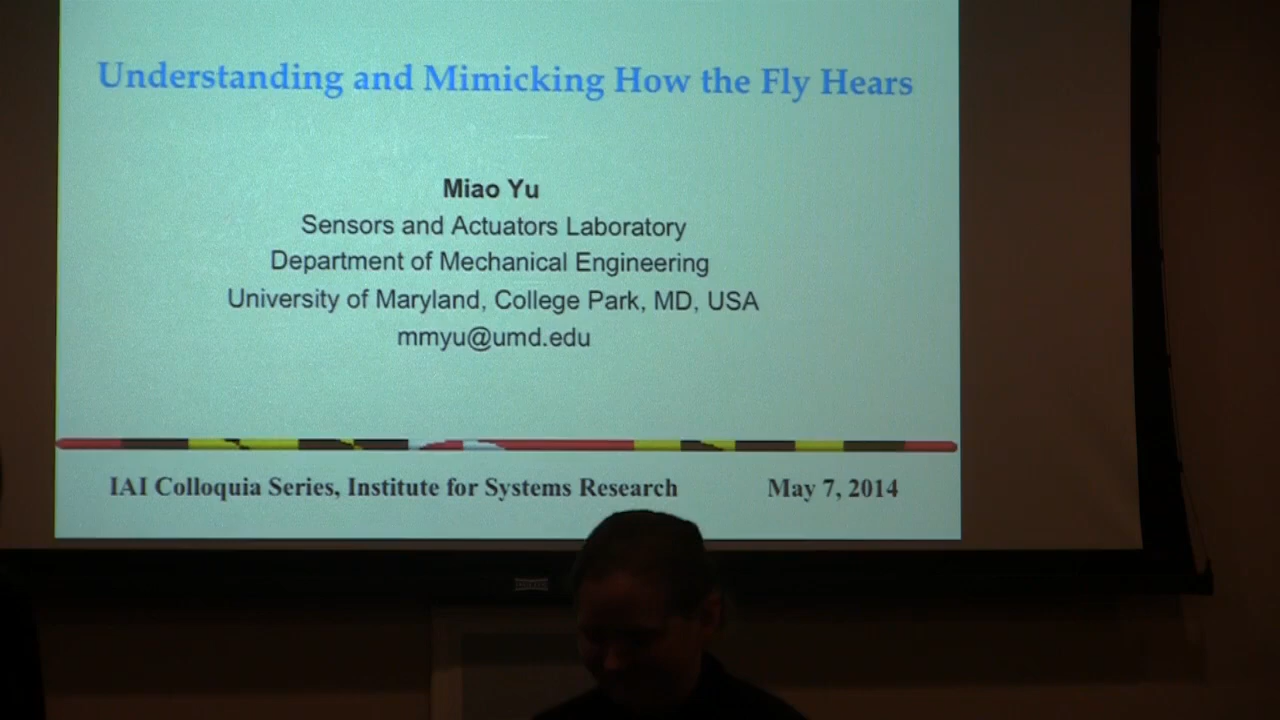 Understanding and Mimicking How the Fly Hears
Miao Yu
Sensors and Actuators Laboratory
Department of Mechanical Engineering
University of Maryland, College Park, MD, USA
mmyu@umd.edu
IAI Colloquia Series, Institute for Systems Research May 7, 2014